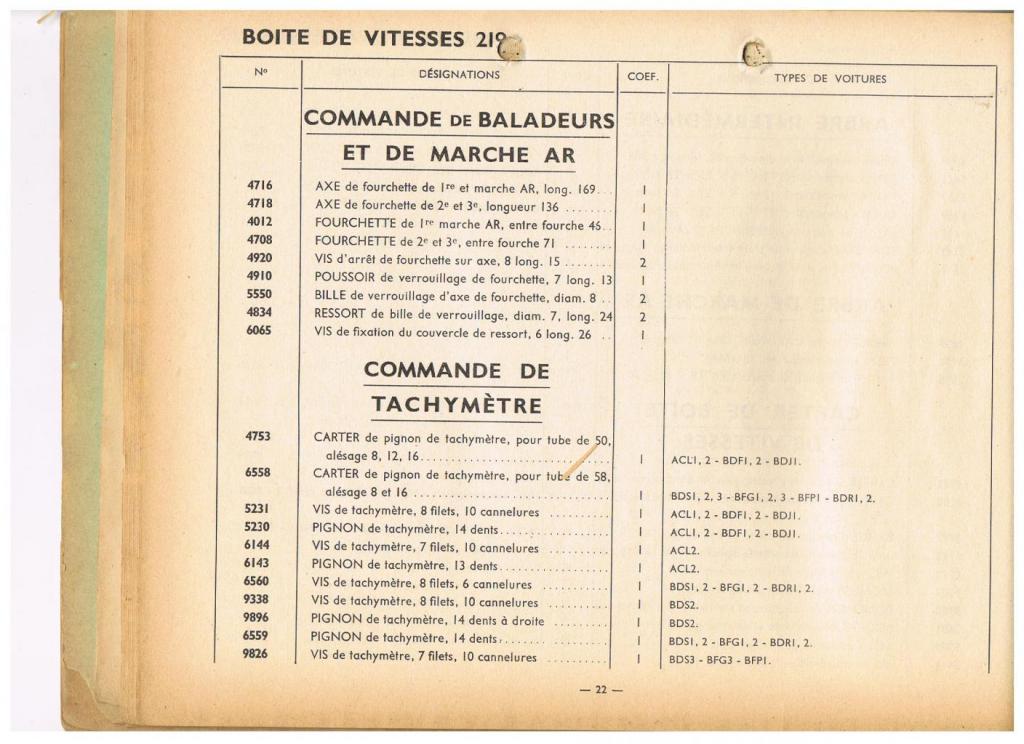 BOITE DE VITESSES 219
Nº DÉSIGNATIONS COEF. TYPES DE VOITURES
COMMANDE DE BALADEURS
ET DE MARCHE AR
4716 AXE de fourchette de 1re et marche AR, long. 169... 1
4718 AXE de fourchette de 2e et 3e, longueur 136 ........ 1
4012 FOURCHETTE de 1re marche AR, entre fourche 46.. 1
4708 FOURCHETTE de 2e et 3e, entre fourche 71 ........ 1
4920 VIS d'arrêt de fourchette sur axe, 8 long. 15 ........ 2
4910 POUSSOIR de verrouillage de fourchette, 7 long. 13 1
5550 BILLE de verrouillage d'axe de fourchette, diam. 8 .. 2
4834 RESSORT de bille de verrouillage, diam. 7, long. 24 2
6065 VIS de fixation du couvercle de ressort, 6 long. 26 .. 1
COMMANDE DE
TACHYMÈTRE
4753 CARTER de pignon de tachymètre, pour tube de 50,
alésage 8, 12, 16................................ 1 ACL1, 2 - BDF1, 2 - BDJ1.
6558 CARTER de pignon de tachymètre, pour tube de 58,
alésage 8 et 16 ................................ 1 BDS1, 2, 3 - BFG1, 2, 3 - BFP1 - BDR1, 2.
5231 VIS de tachymètre, 8 filets, 10 cannelures .......... 1 ACL1, 2 - BDF1, 2 - BDJ1.
5230 PIGNON de tachymètre, 14 dents.................. 1 ACL1, 2 - BDF1, 2 - BDJ1.
6144 VIS de tachymètre, 7 filets, 10 cannelures .......... 1 ACL2.
6143 PIGNON de tachymètre, 13 dents.................. 1 ACL2.
6560 VIS de tachymètre, 8 filets, 6 cannelures .......... 1 BDS1, 2 - BFG1, 2 - BDR1, 2.
9338 VIS de tachymètre, 8 filets, 10 cannelures .......... 1 BDS2.
9896 PIGNON de tachymètre, 14 dents à droite .......... 1 BDS2.
6559 PIGNON de tachymètre, 14 dents.................. 1 BDS1, 2 - BFG1, 2 - BDR1, 2.
9826 VIS de tachymètre, 7 filets, 10 cannelures .......... 1 BDS3 - BFG3 - BFP1.
— 22 —